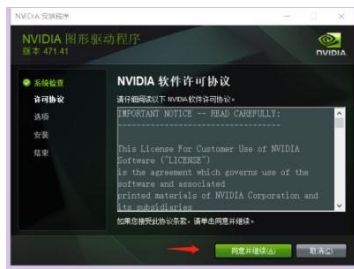 NVIDIA 安装程序
NVIDIA 图形驱动程序
版本 471.41
NVIDIA
系统检查
许可协议
选项
安装
结束
NVIDIA 软件许可协议
请仔细阅读以下 NVIDIA 软件许可协议。
IMPORTANT NOTICE -- READ CAREFULLY:
This License For Customer Use of NVIDIA
Software ("LICENSE")
is the agreement which governs use of the
software and associated
printed materials of NVIDIA Corporation and
its subsidiaries
如果您接受此协议条款，请单击同意并继续。
同意并继续(A)
取消(C)